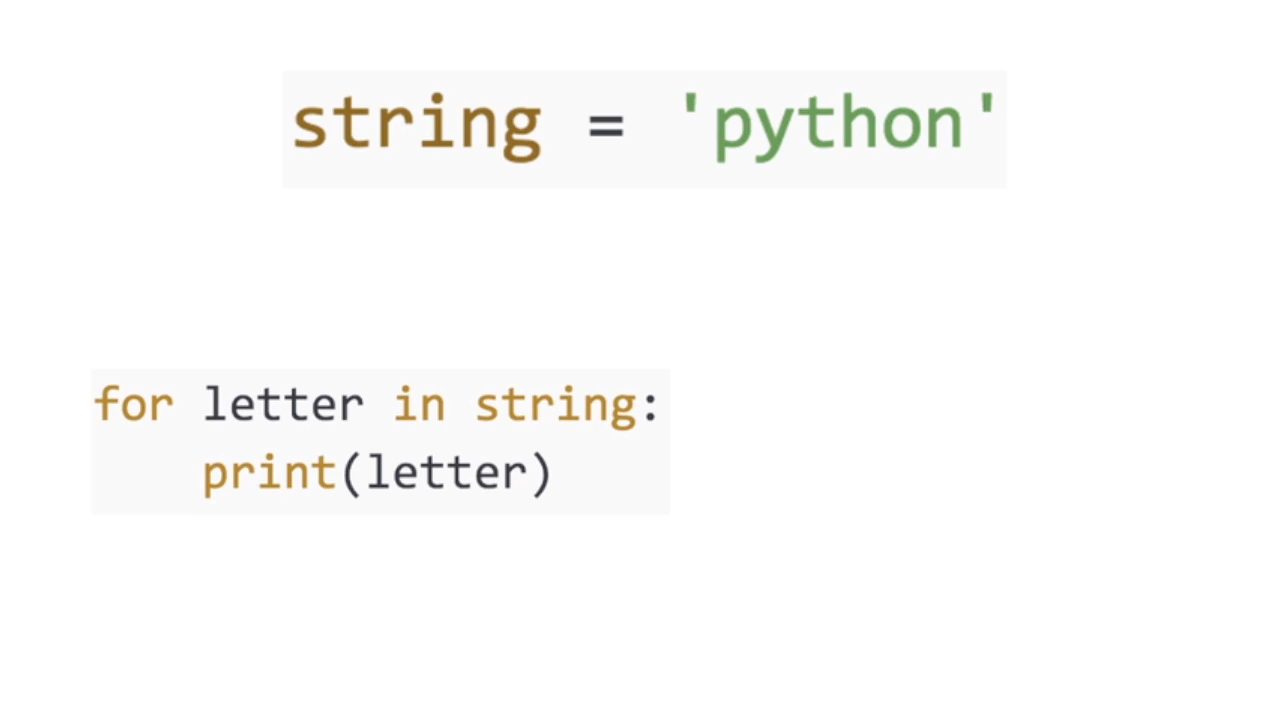 string = 'python'
for letter in string:
    print(letter)